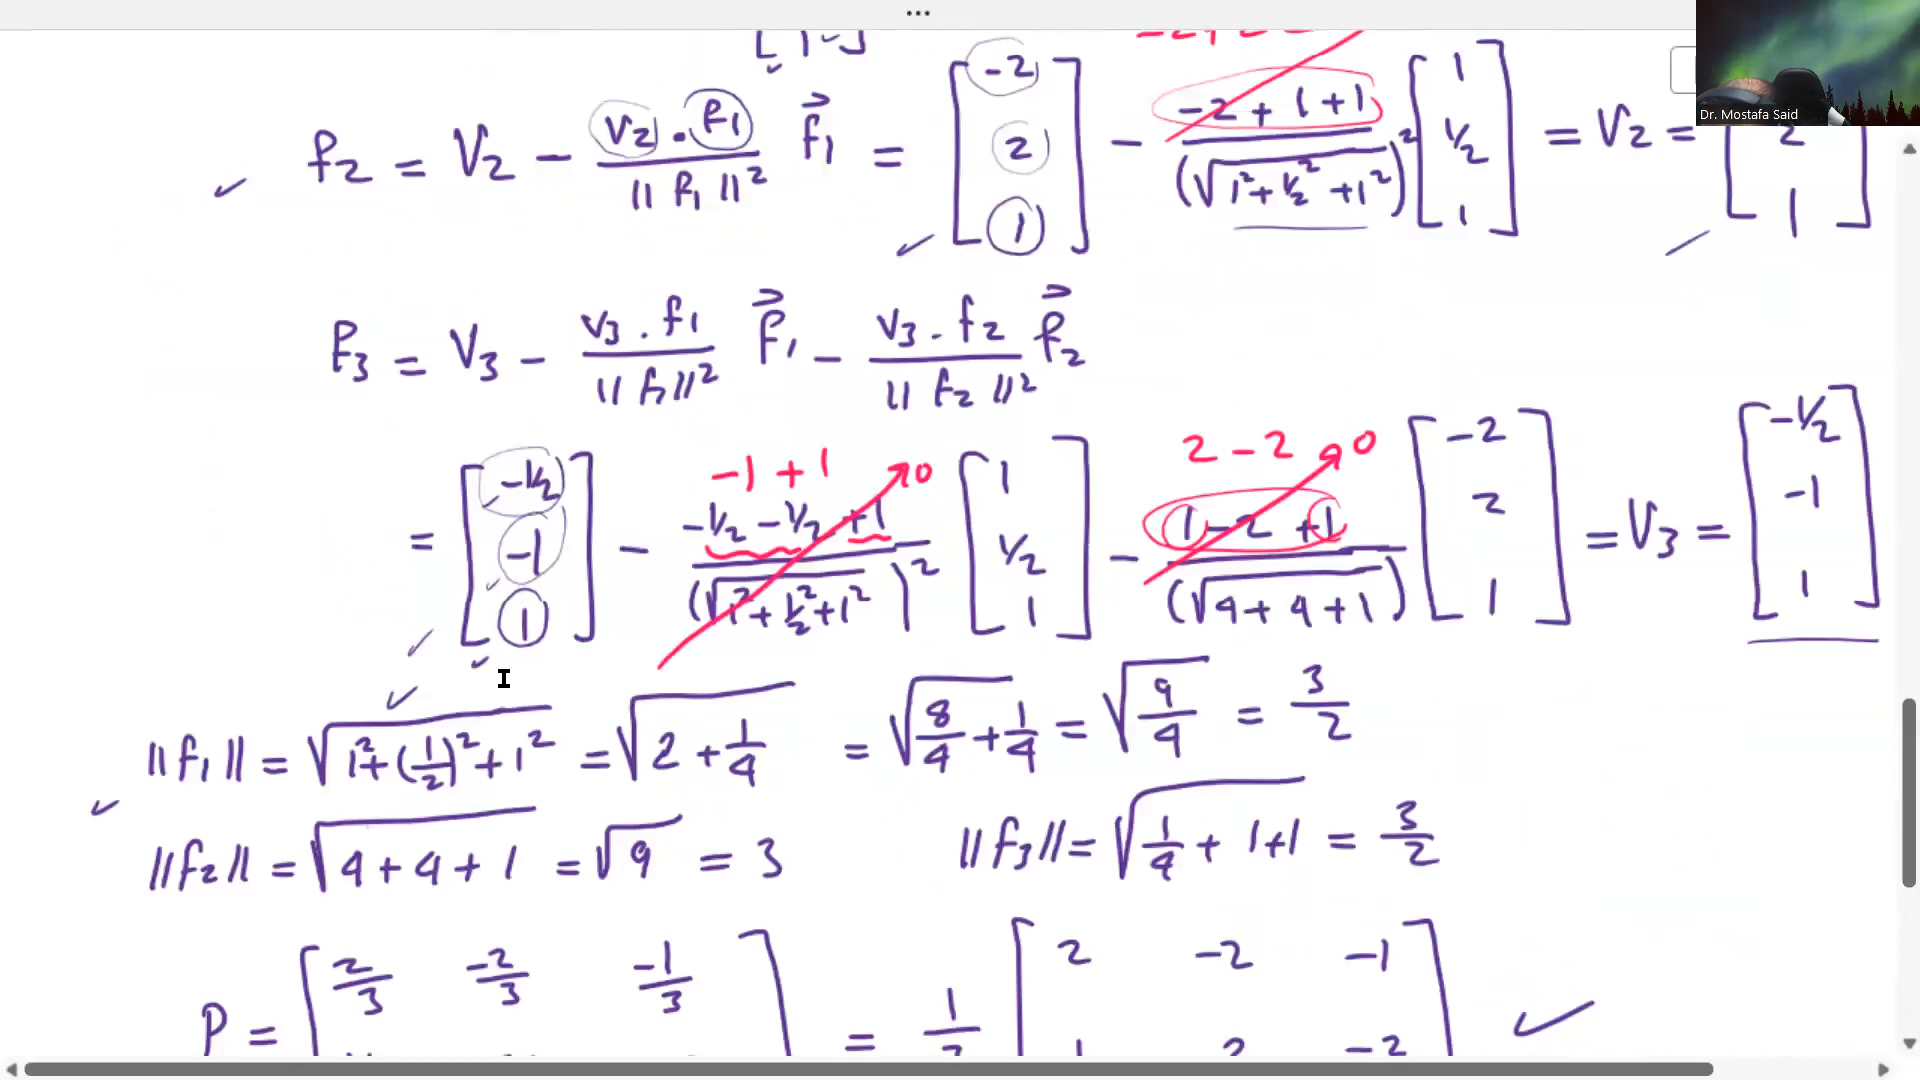 -2+2=0
f2 = V2 - V2 . f1 / ||f1||² f1 = [-2 2 1] - -2 + 1 + 1 / (√1² + ½² + 1²)² [1 ½ 1] = V2 = [2 1]
Dr. Mostafa Said
f3 = V3 - V3 . f1 / ||f1||² f1 - V3 . f2 / ||f2||² f2
-1 + 1 0
2 - 2 0
= [-½ -1 1] - -½ - ½ + 1 / (√1² + ½² + 1²)² [1 ½ 1] - 1 - 2 + 1 / (√4 + 4 + 1) [-2 2 1] = V3 = [-½ -1 1]
||f1|| = √1² + (1/2)² + 1² = √2 + 1/4 = √8/4 + 1/4 = √9/4 = 3/2
||f2|| = √4 + 4 + 1 = √9 = 3 ||f3|| = √1/4 + 1 + 1 = 3/2
2/3 -2/3 -1/3 2 -2 -1
P = = 1 1 2 -2